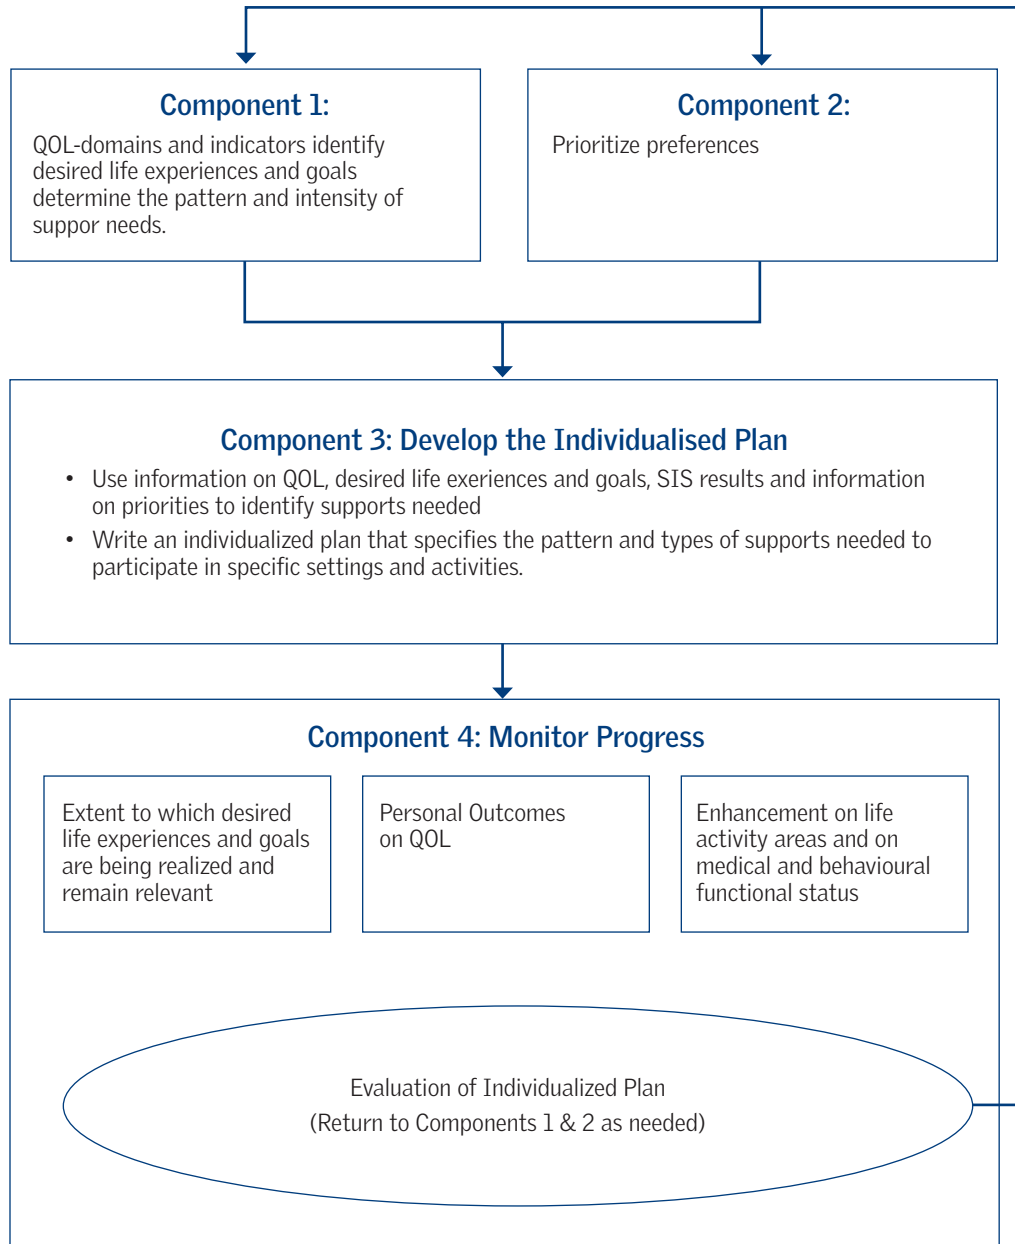 Component 1:
QOL-domains and indicators identify
desired life experiences and goals
determine the pattern and intensity of
suppor needs.
Component 2:
Prioritize preferences
Component 3: Develop the Individualised Plan
• Use information on QOL, desired life exeriences and goals, SIS results and information
on priorities to identify supports needed
• Write an individualized plan that specifies the pattern and types of supports needed to
participate in specific settings and activities.
Component 4: Monitor Progress
Extent to which desired
life experiences and goals
are being realized and
remain relevant
Personal Outcomes
on QOL
Enhancement on life
activity areas and on
medical and behavioural
functional status
Evaluation of Individualized Plan
(Return to Components 1 & 2 as needed)